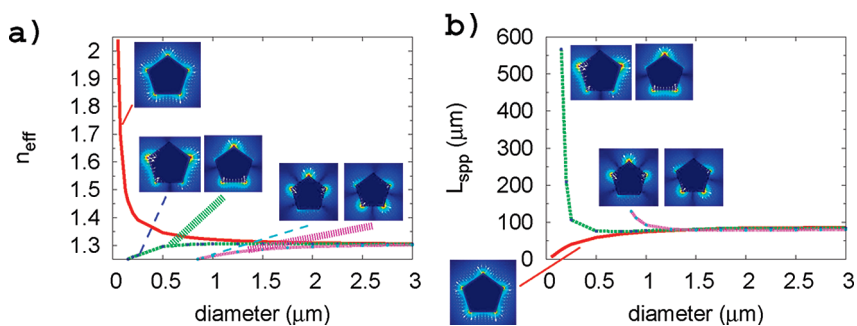 a)
2
1.9
1.8
1.7
1.6
1.5
1.4
1.3
n_eff
0 0.5 1 1.5 2 2.5 3
diameter (μm)
b)
600
500
400
300
200
100
0
L_spp (μm)
0 0.5 1 1.5 2 2.5 3
diameter (μm)